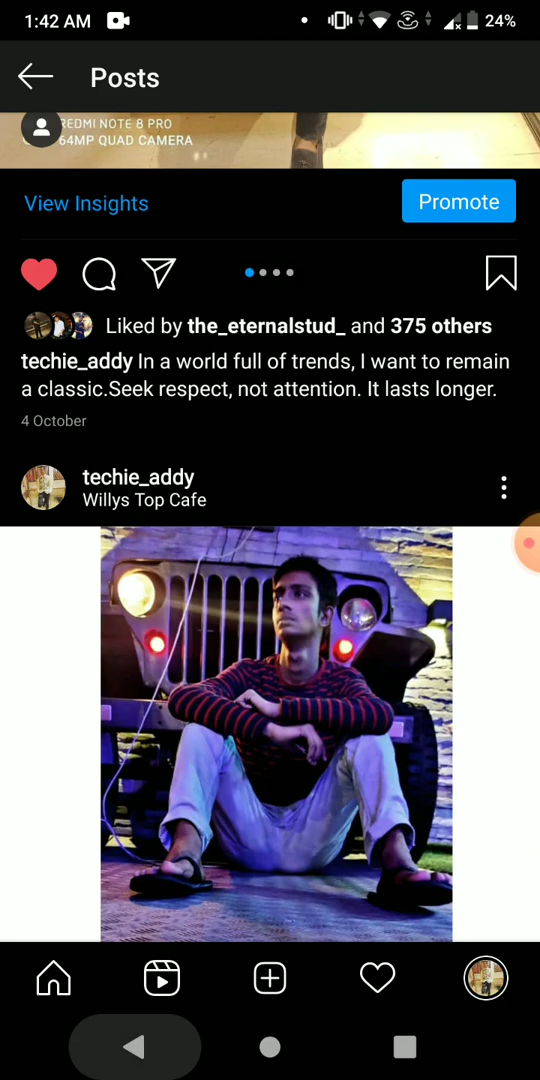 1:42 AM
24%
Posts
REDMI NOTE 8 PRO
64MP QUAD CAMERA
View Insights
Promote
Liked by the_eternalstud_ and 375 others
techie_addy In a world full of trends, I want to remain
a classic.Seek respect, not attention. It lasts longer.
4 October
techie_addy
Willys Top Cafe